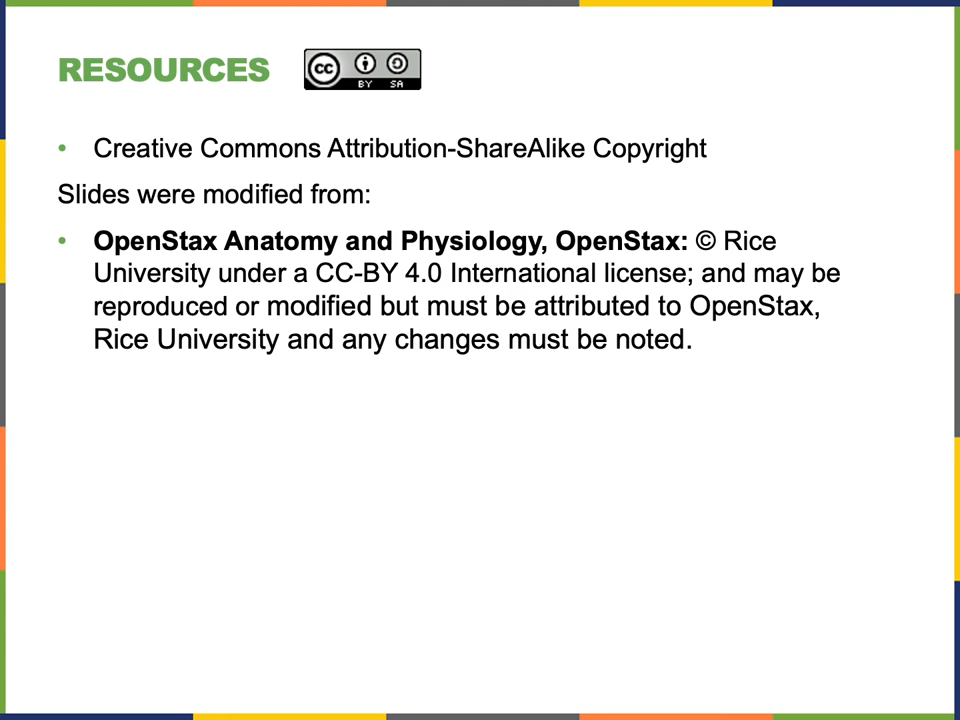 RESOURCES
cc BY SA
• Creative Commons Attribution-ShareAlike Copyright
Slides were modified from:
• OpenStax Anatomy and Physiology, OpenStax: © Rice
University under a CC-BY 4.0 International license; and may be
reproduced or modified but must be attributed to OpenStax,
Rice University and any changes must be noted.